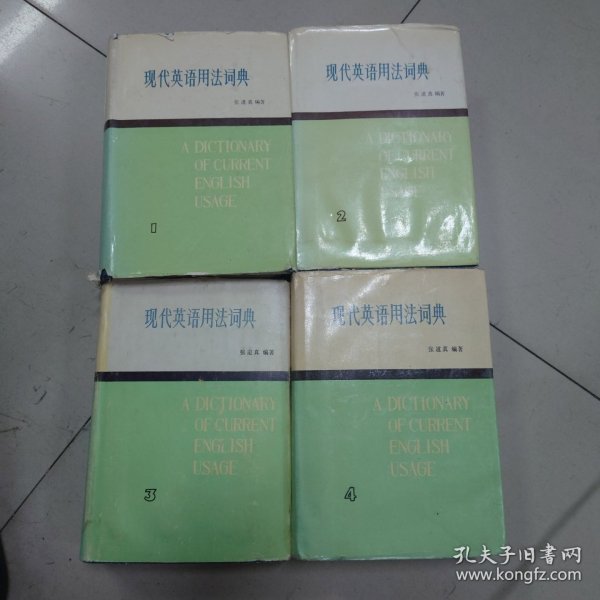 现代英语用法词典
张道真 编著
A DICTIONARY
OF CURRENT
ENGLISH
USAGE
1
现代英语用法词典
张道真 编著
A DICTIONARY
OF CURRENT
ENGLISH
USAGE
2
现代英语用法词典
张道真 编著
A DICTIONARY
OF CURRENT
ENGLISH
USAGE
3
现代英语用法词典
张道真 编著
A DICTIONARY
OF CURRENT
ENGLISH
USAGE
4
孔夫子旧书网
www.kongfz.com